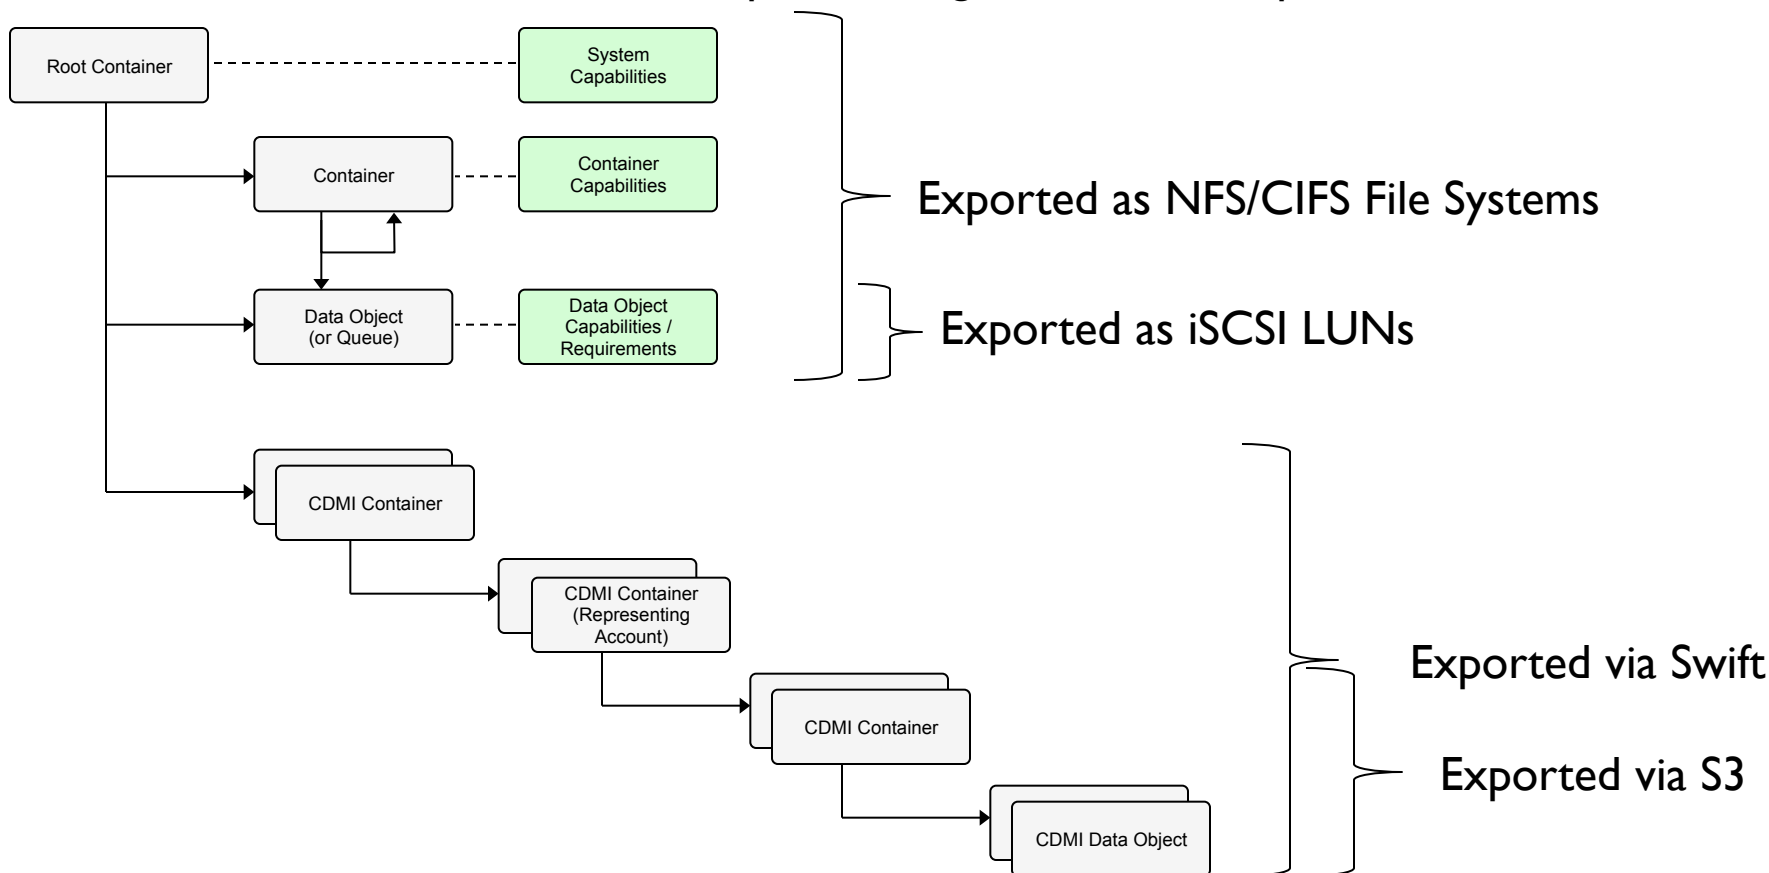 Root Container
System
Capabilities
Container
Container
Capabilities
Exported as NFS/CIFS File Systems
Data Object
(or Queue)
Data Object
Capabilities /
Requirements
Exported as iSCSI LUNs
CDMI Container
CDMI Container
(Representing
Account)
Exported via Swift
CDMI Container
Exported via S3
CDMI Data Object